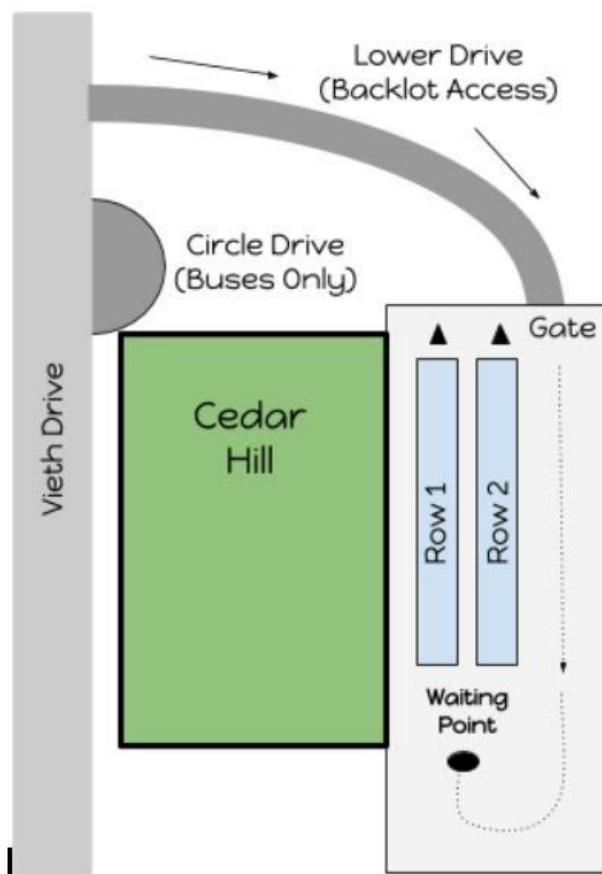 Lower Drive
(Backlot Access)
Circle Drive
(Buses Only)
Gate
Vieth Drive
Cedar
Hill
Row 1
Row 2
Waiting
Point